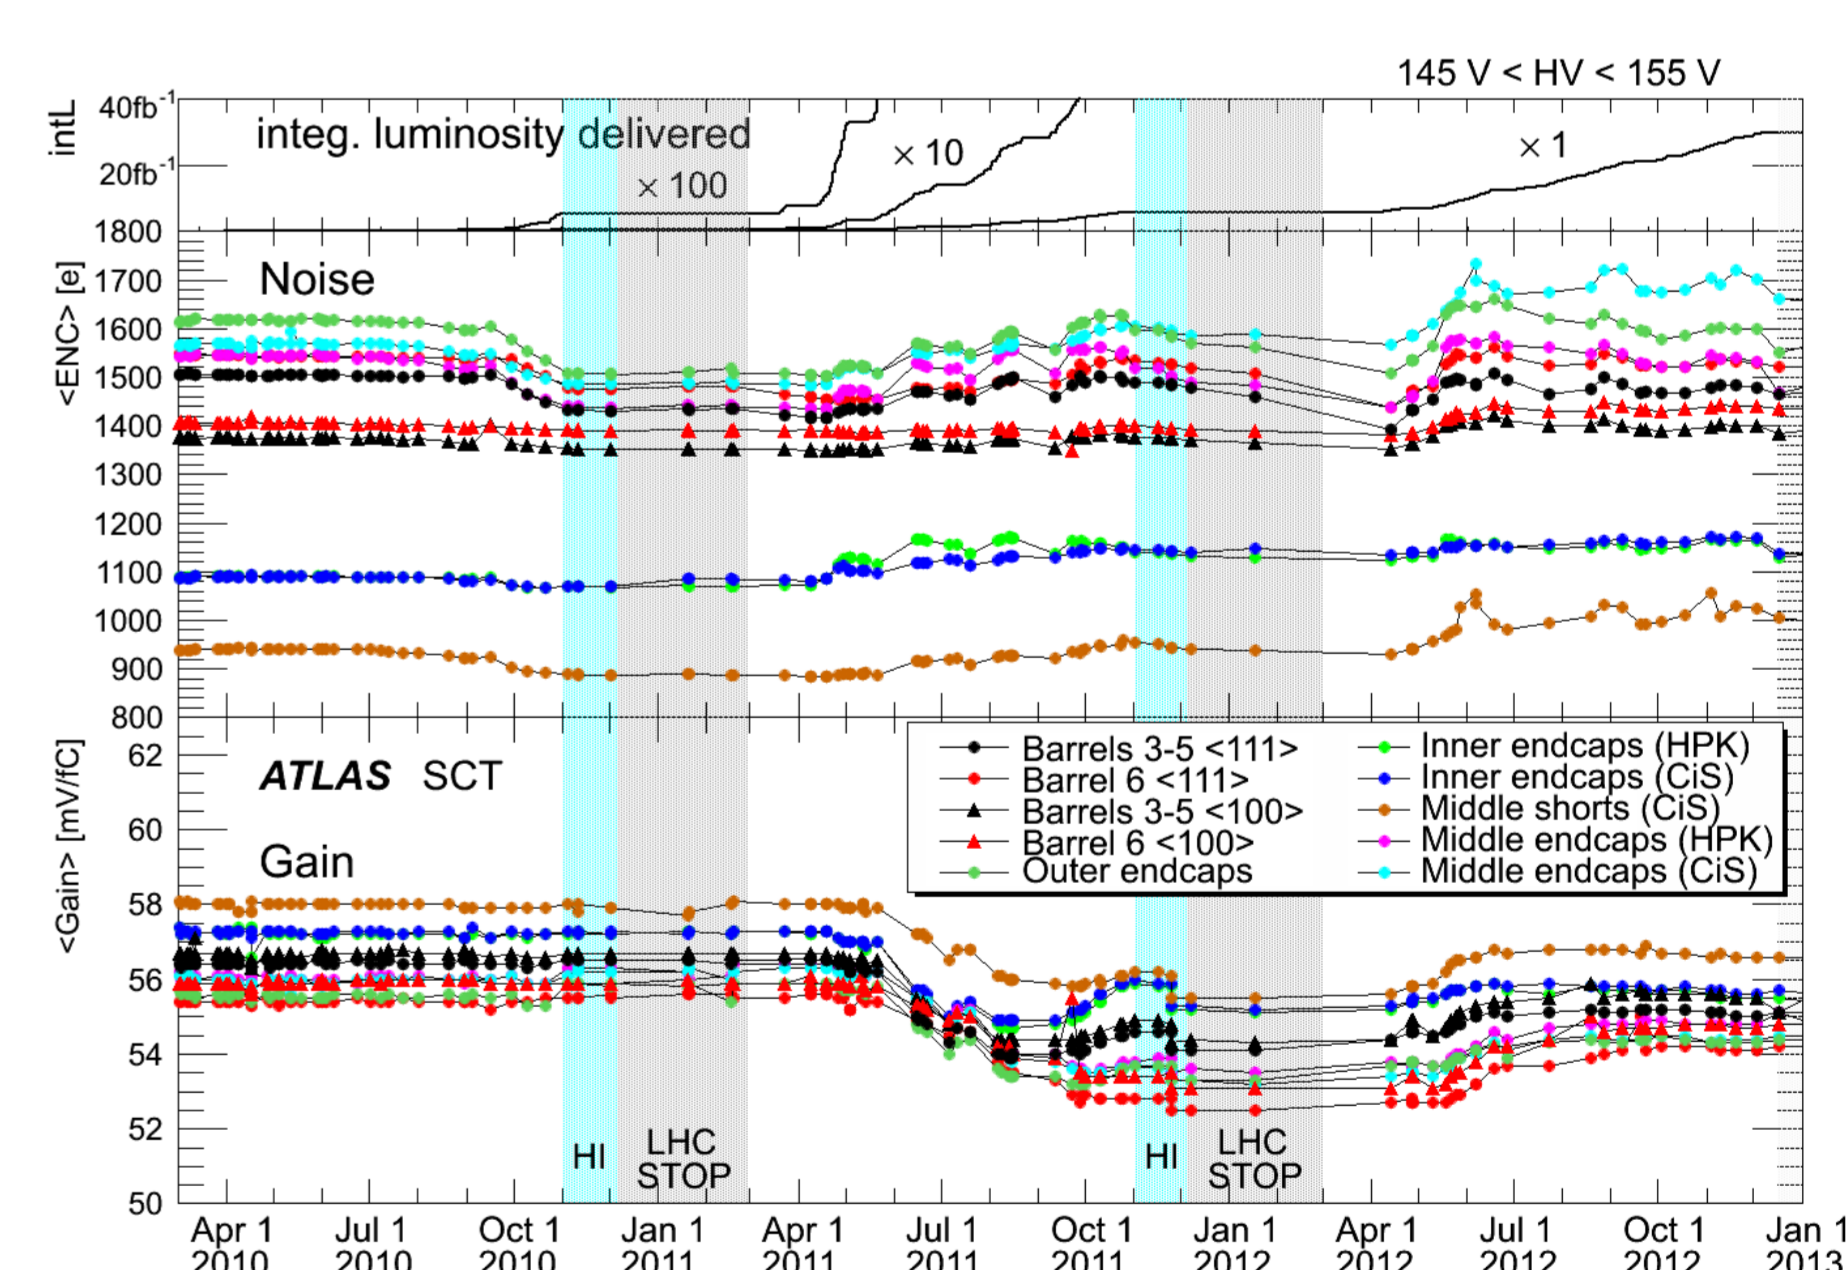 145 V < HV < 155 V
intL
40fb-1
20fb-1
integ. luminosity delivered
× 100
× 10
× 1
<ENC> [e]
1800
1700
1600
1500
1400
1300
1200
1100
1000
900
800
Noise
<Gain> [mV/fC]
62
60
58
56
54
52
50
ATLAS SCT
Gain
Barrels 3-5 <111>
Barrel 6 <111>
Barrels 3-5 <100>
Barrel 6 <100>
Outer endcaps
Inner endcaps (HPK)
Inner endcaps (CiS)
Middle shorts (CiS)
Middle endcaps (HPK)
Middle endcaps (CiS)
HI
LHC
STOP
HI
LHC
STOP
Apr 1 Jul 1 Oct 1 Jan 1 Apr 1 Jul 1 Oct 1 Jan 1 Apr 1 Jul 1 Oct 1 Jan 1
2010 2010 2010 2011 2011 2011 2011 2012 2012 2012 2012 2013